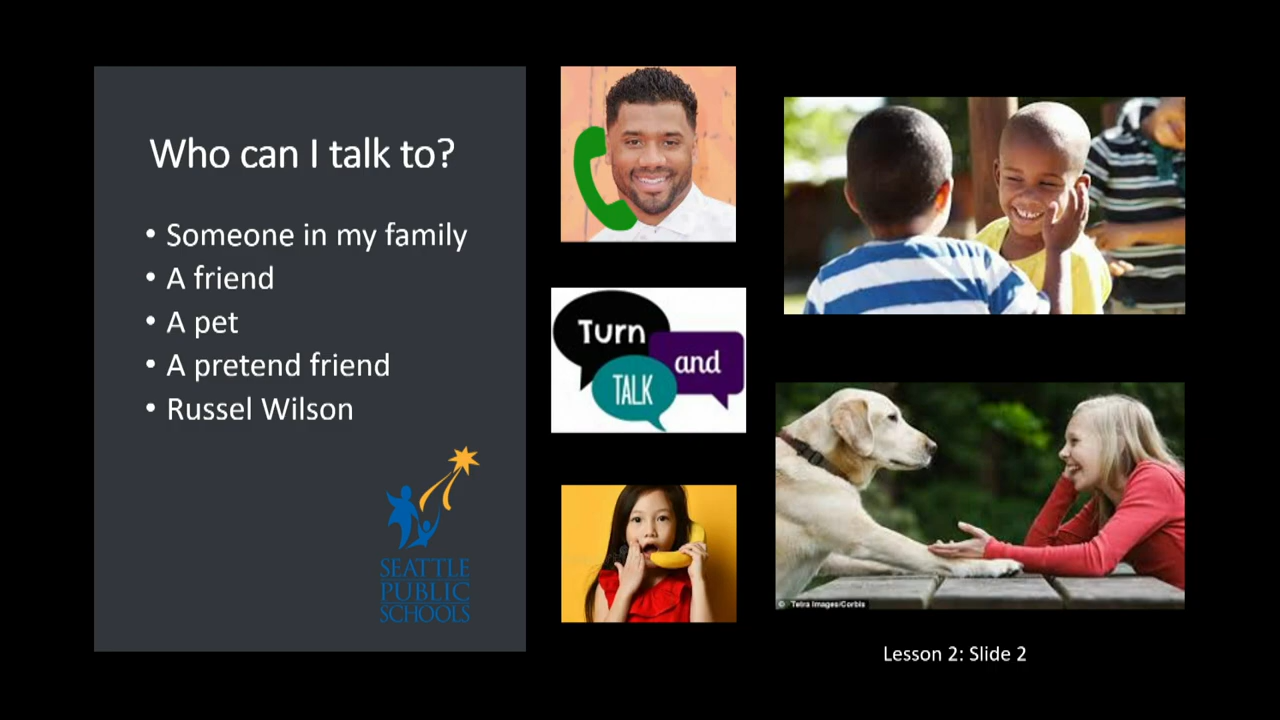 Who can I talk to?
• Someone in my family
• A friend
• A pet
• A pretend friend
• Russel Wilson
SEATTLE
PUBLIC
SCHOOLS
Turn
and
TALK
© Tetra Images/Corbis
Lesson 2: Slide 2